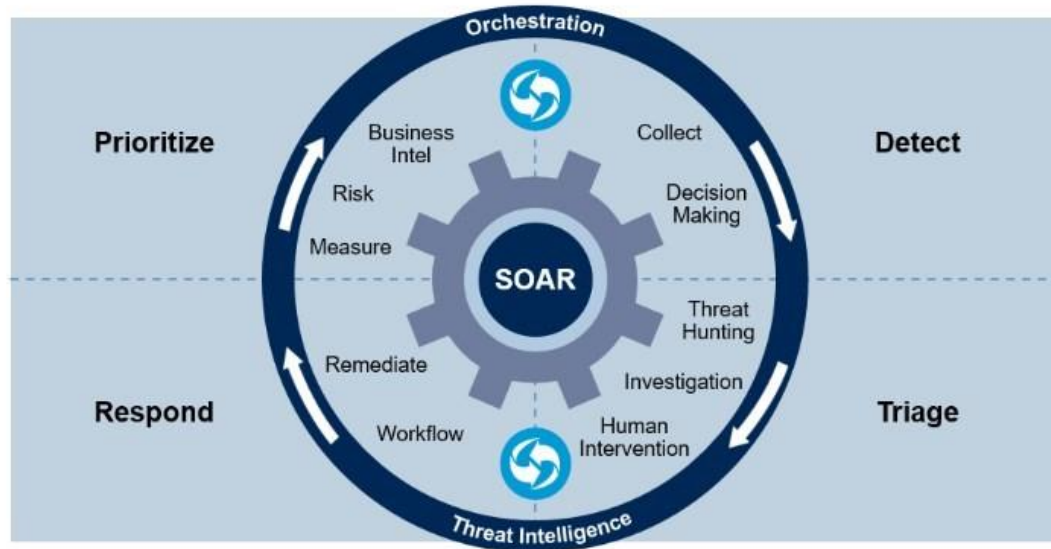 Orchestration
Prioritize
Detect
Business
Intel
Collect
Risk
Decision
Making
Measure
SOAR
Threat
Hunting
Remediate
Investigation
Respond
Triage
Workflow
Human
Intervention
Threat Intelligence